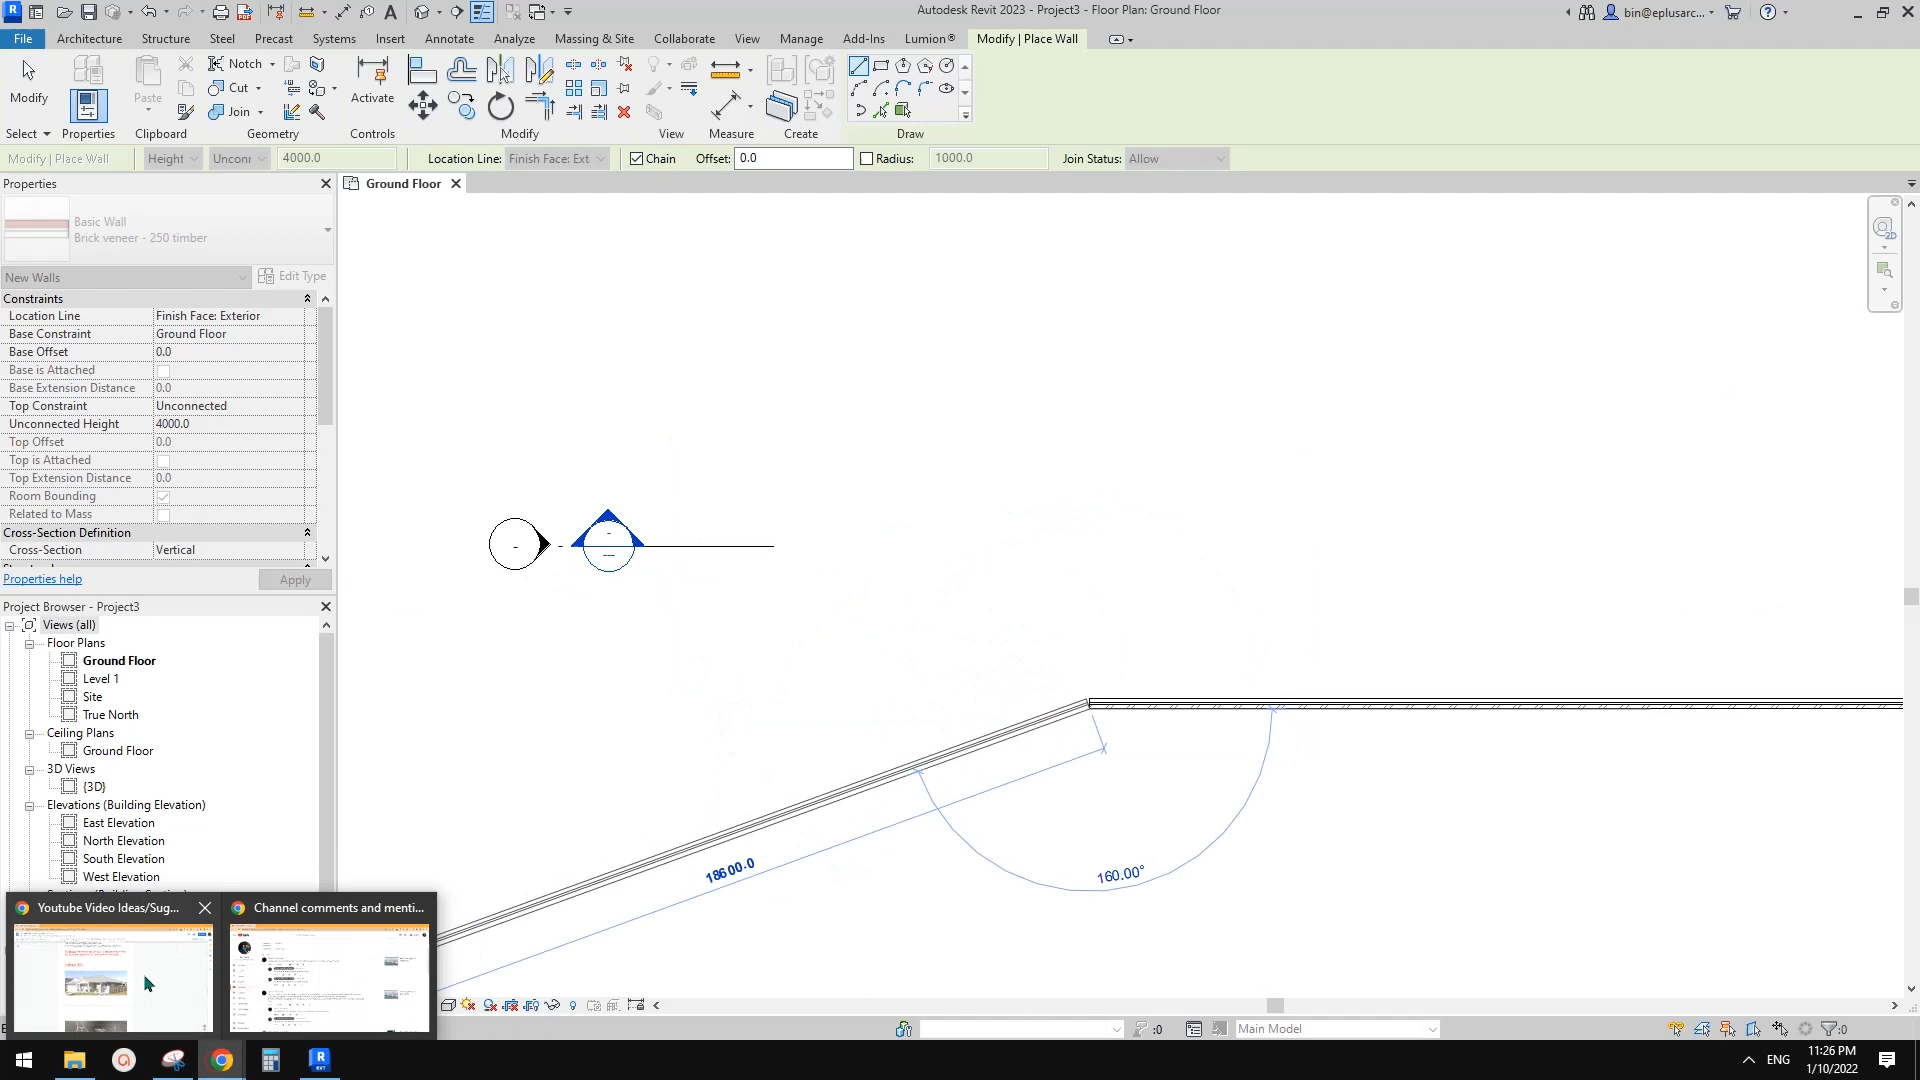 Autodesk Revit 2023 - Project3 - Floor Plan: Ground Floor
bin@eplusarc...
File Architecture Structure Steel Precast Systems Insert Annotate Analyze Massing & Site Collaborate View Manage Add-Ins Lumion® Modify | Place Wall
Modify
Paste
Notch
Cut
Join
Activate
Select Properties Clipboard Geometry Controls Modify View Measure Create Draw
Modify | Place Wall Height Unconr 4000.0 Location Line: Finish Face: Ext Chain Offset: 0.0 Radius: 1000.0 Join Status: Allow
Properties
Ground Floor
Basic Wall
Brick veneer - 250 timber
New Walls Edit Type
Constraints
Location Line Finish Face: Exterior
Base Constraint Ground Floor
Base Offset 0.0
Base is Attached
Base Extension Distance 0.0
Top Constraint Unconnected
Unconnected Height 4000.0
Top Offset 0.0
Top is Attached
Top Extension Distance 0.0
Room Bounding
Related to Mass
Cross-Section Definition
Cross-Section Vertical
Properties help Apply
Project Browser - Project3
Views (all)
Floor Plans
Ground Floor
Level 1
Site
True North
Ceiling Plans
Ground Floor
3D Views
{3D}
Elevations (Building Elevation)
East Elevation
North Elevation
South Elevation
West Elevation
18600.0
160.00°
2D
Youtube Video Ideas/Sug...
Channel comments and menti...
:0
Main Model
:0
ENG
11:26 PM
1/10/2022